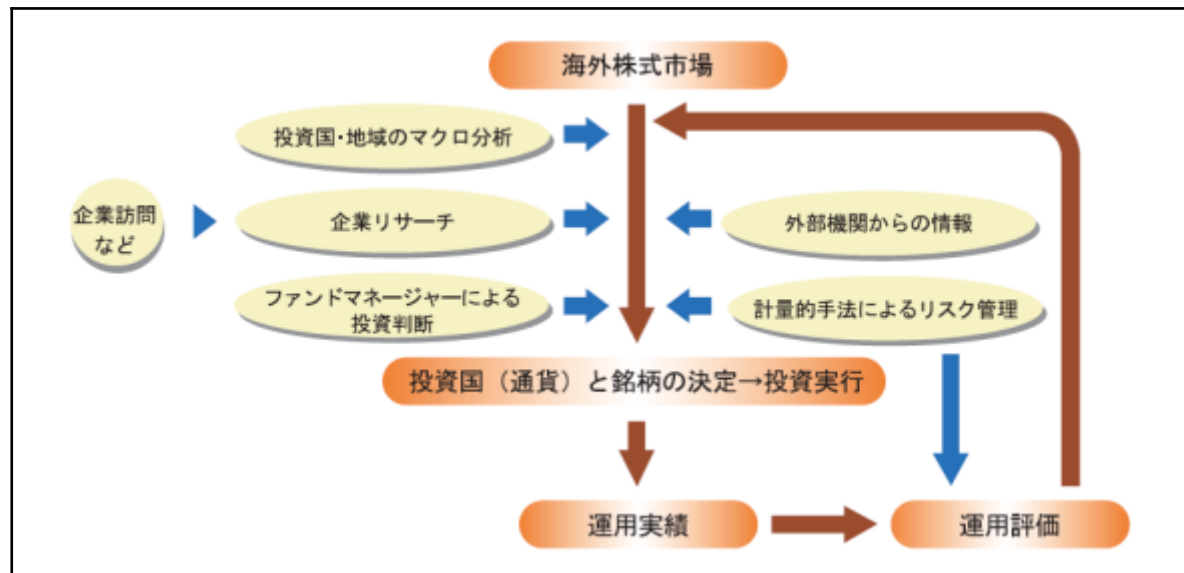 海外株式市場
投資国・地域のマクロ分析
企業訪問
など
企業リサーチ
外部機関からの情報
ファンドマネージャーによる
投資判断
計量的手法によるリスク管理
投資国（通貨）と銘柄の決定→投資実行
運用実績
運用評価